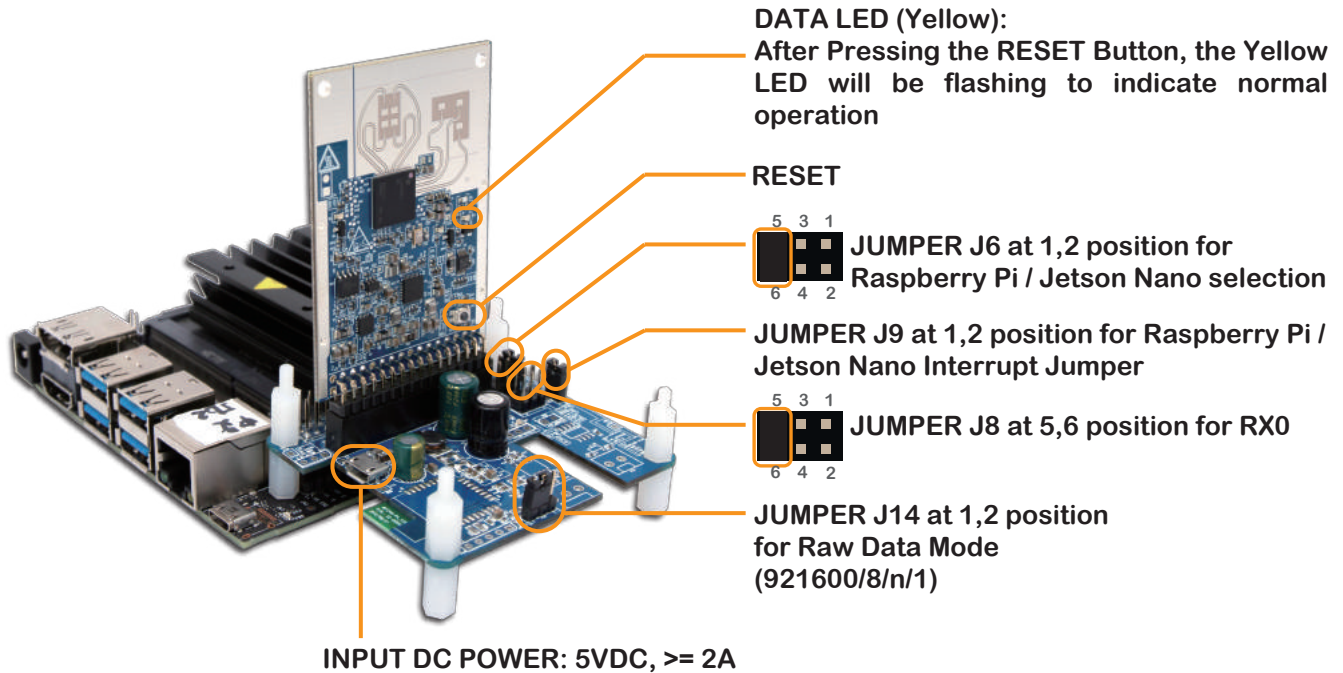 DATA LED (Yellow):
After Pressing the RESET Button, the Yellow
LED will be flashing to indicate normal
operation
RESET
5 3 1
JUMPER J6 at 1,2 position for
Raspberry Pi / Jetson Nano selection
6 4 2
JUMPER J9 at 1,2 position for Raspberry Pi /
Jetson Nano Interrupt Jumper
5 3 1
JUMPER J8 at 5,6 position for RX0
6 4 2
JUMPER J14 at 1,2 position
for Raw Data Mode
(921600/8/n/1)
INPUT DC POWER: 5VDC, >= 2A